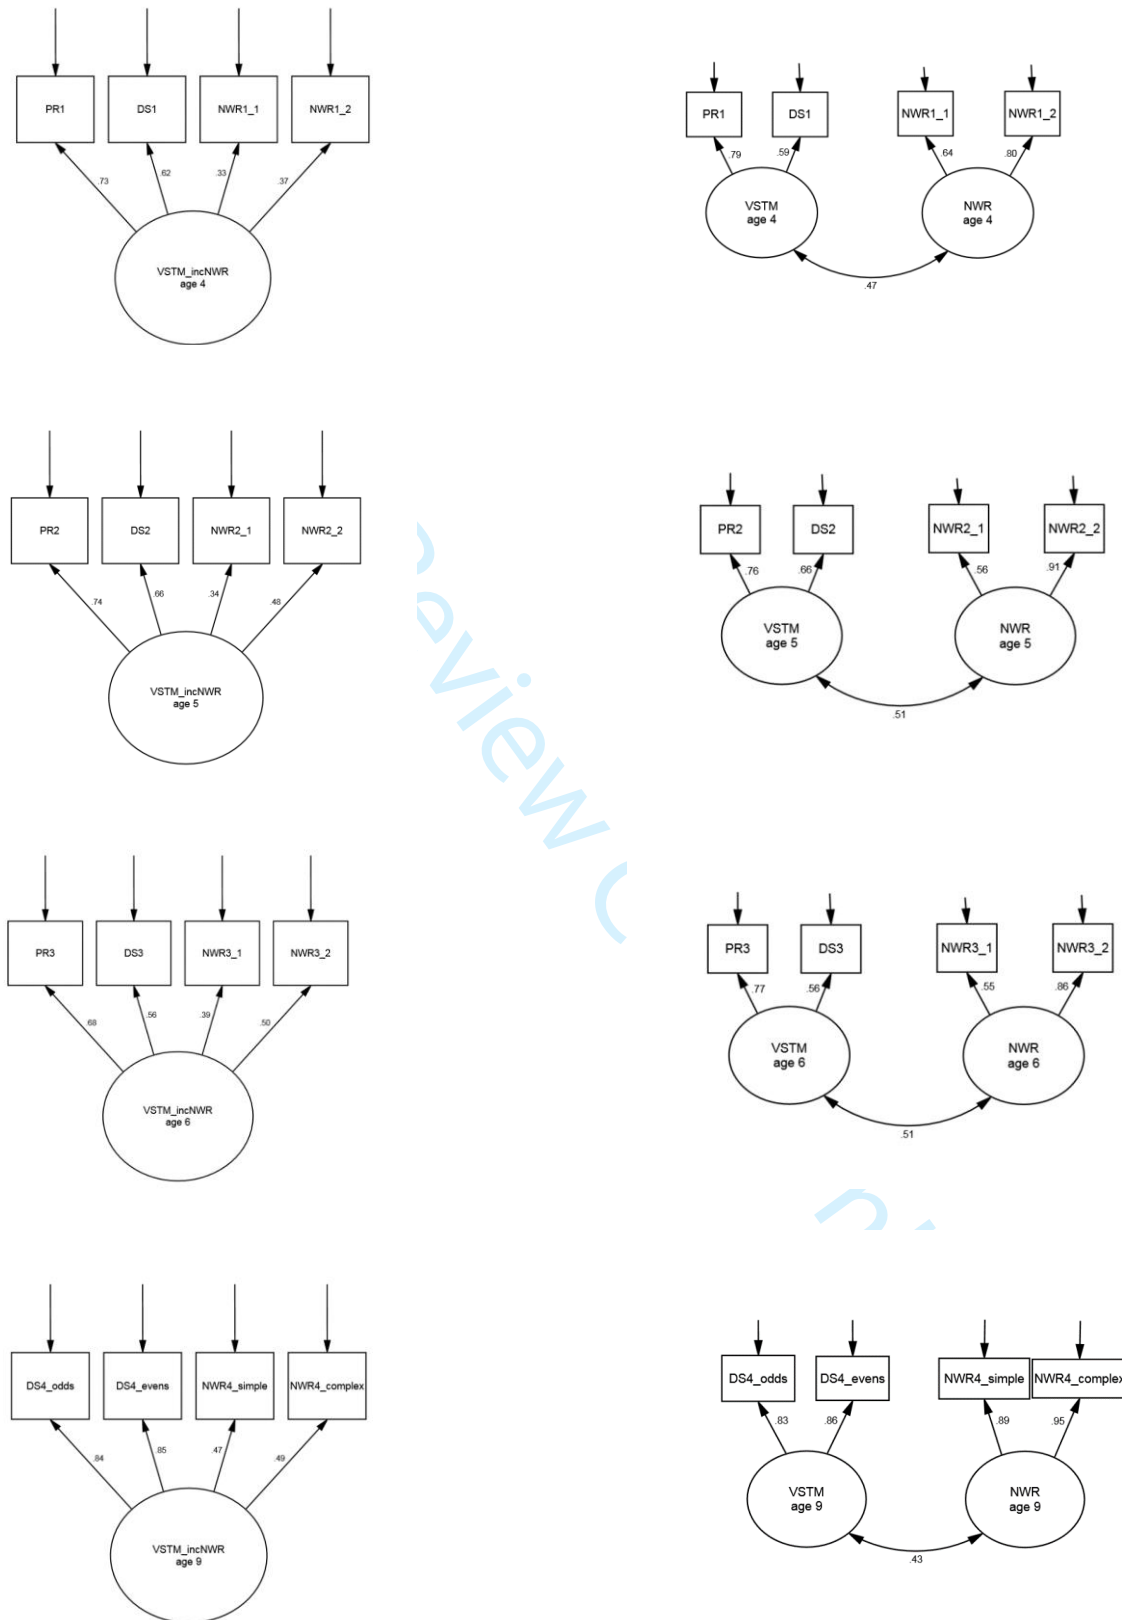 PR1 DS1 NWR1_1 NWR1_2
.73 .62 .33 .37
VSTM_incNWR
age 4
PR1 DS1 NWR1_1 NWR1_2
.79 .59 .64 .80
VSTM NWR
age 4 age 4
.47
PR2 DS2 NWR2_1 NWR2_2
.74 .66 .34 .48
VSTM_incNWR
age 5
PR2 DS2 NWR2_1 NWR2_2
.76 .66 .56 .91
VSTM NWR
age 5 age 5
.51
PR3 DS3 NWR3_1 NWR3_2
.68 .56 .39 .50
VSTM_incNWR
age 6
PR3 DS3 NWR3_1 NWR3_2
.77 .56 .55 .86
VSTM NWR
age 6 age 6
.51
DS4_odds DS4_evens NWR4_simple NWR4_complex
.84 .85 .47 .49
VSTM_incNWR
age 9
DS4_odds DS4_evens NWR4_simple NWR4_complex
.83 .86 .89 .95
VSTM NWR
age 9 age 9
.43